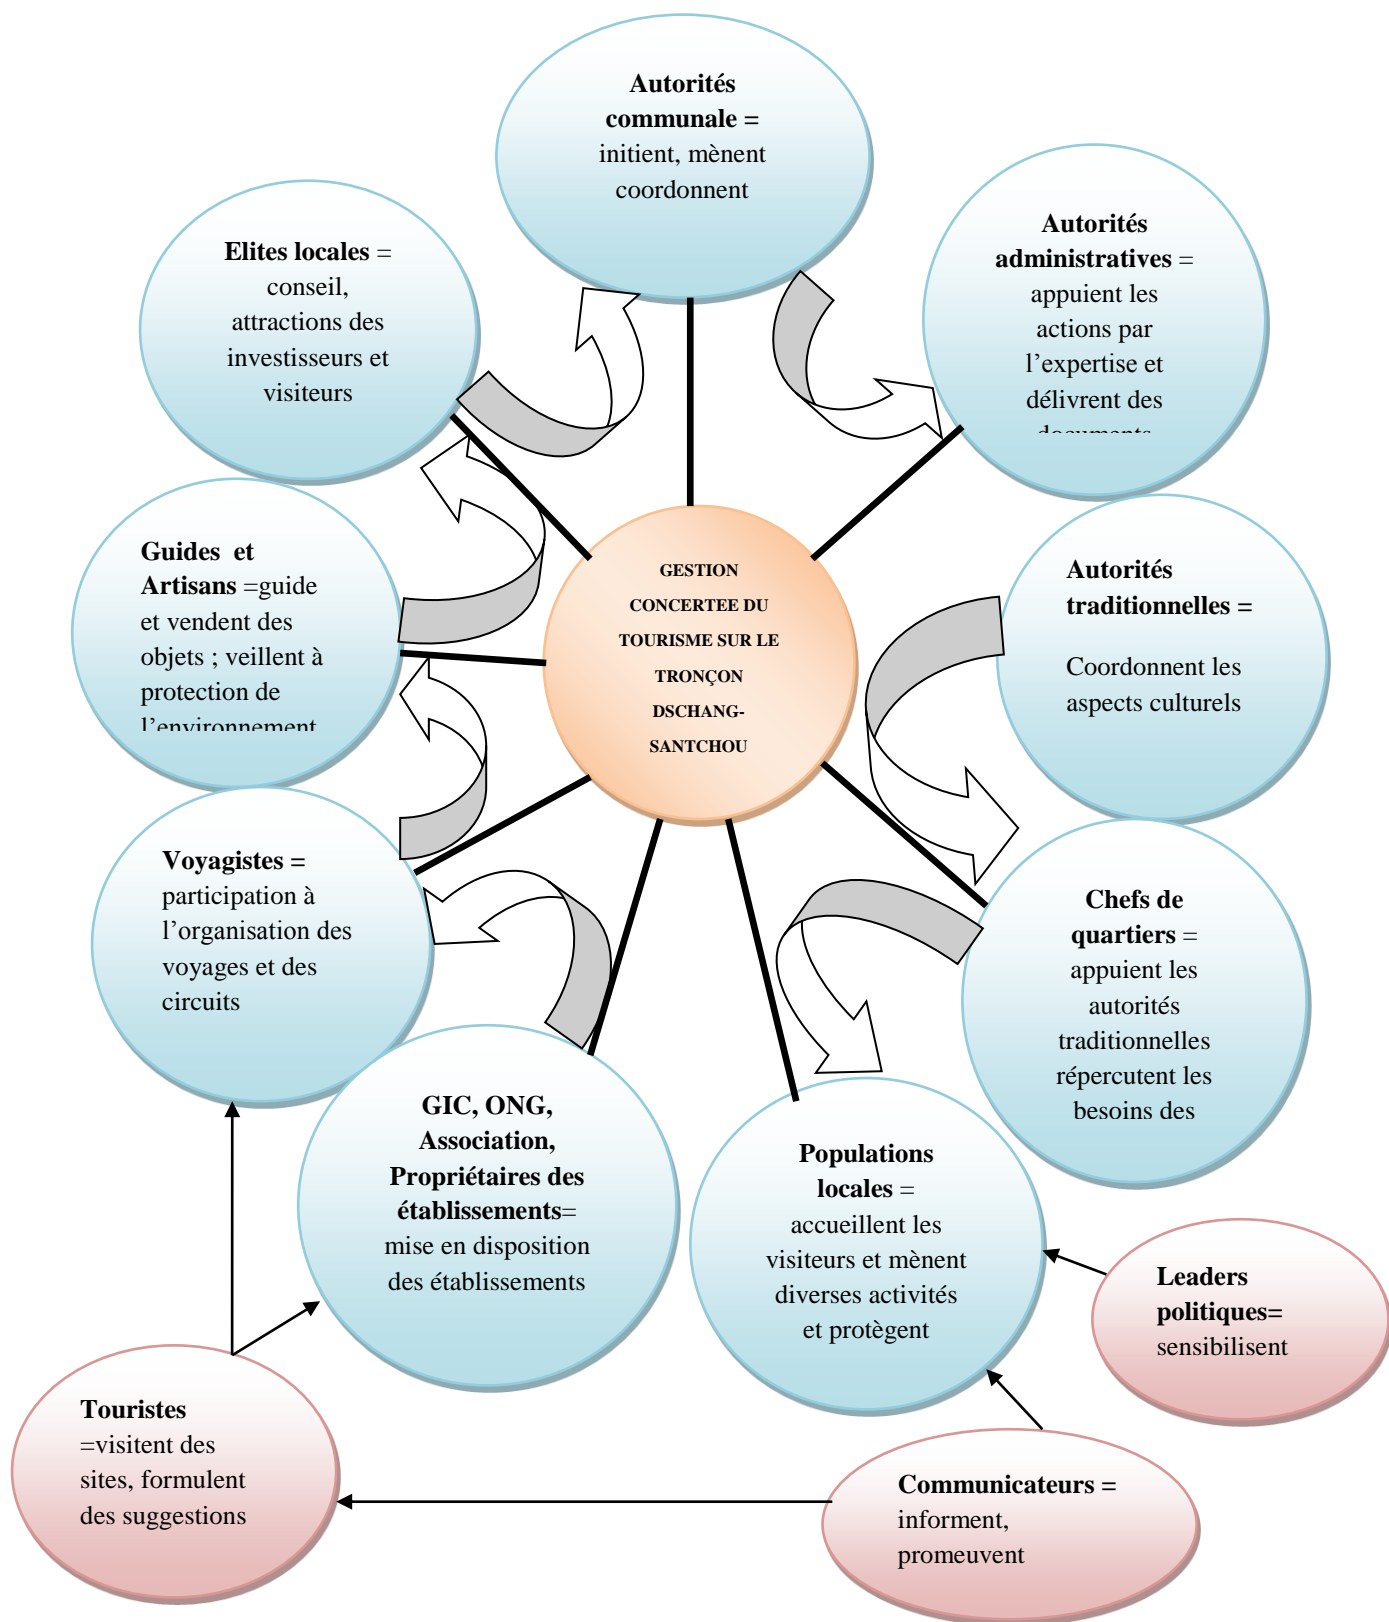 Autorités
communale =
initient, mènent
coordonnent
Autorités
administratives =
appuient les
actions par
l’expertise et
délivrent des
documents
Elites locales =
conseil,
attractions des
investisseurs et
visiteurs
Guides et
Artisans =guide
et vendent des
objets ; veillent à
protection de
l’environnement
GESTION
CONCERTEE DU
TOURISME SUR LE
TRONÇON
DSCHANG-
SANTCHOU
Autorités
traditionnelles =
Coordonnent les
aspects culturels
Voyagistes =
participation à
l’organisation des
voyages et des
circuits
Chefs de
quartiers =
appuient les
autorités
traditionnelles
répercutent les
besoins des
GIC, ONG,
Association,
Propriétaires des
établissements=
mise en disposition
des établissements
Populations
locales =
accueillent les
visiteurs et mènent
diverses activités
et protègent
Leaders
politiques=
sensibilisent
Touristes
=visitent des
sites, formulent
des suggestions
Communicateurs =
informent,
promeuvent